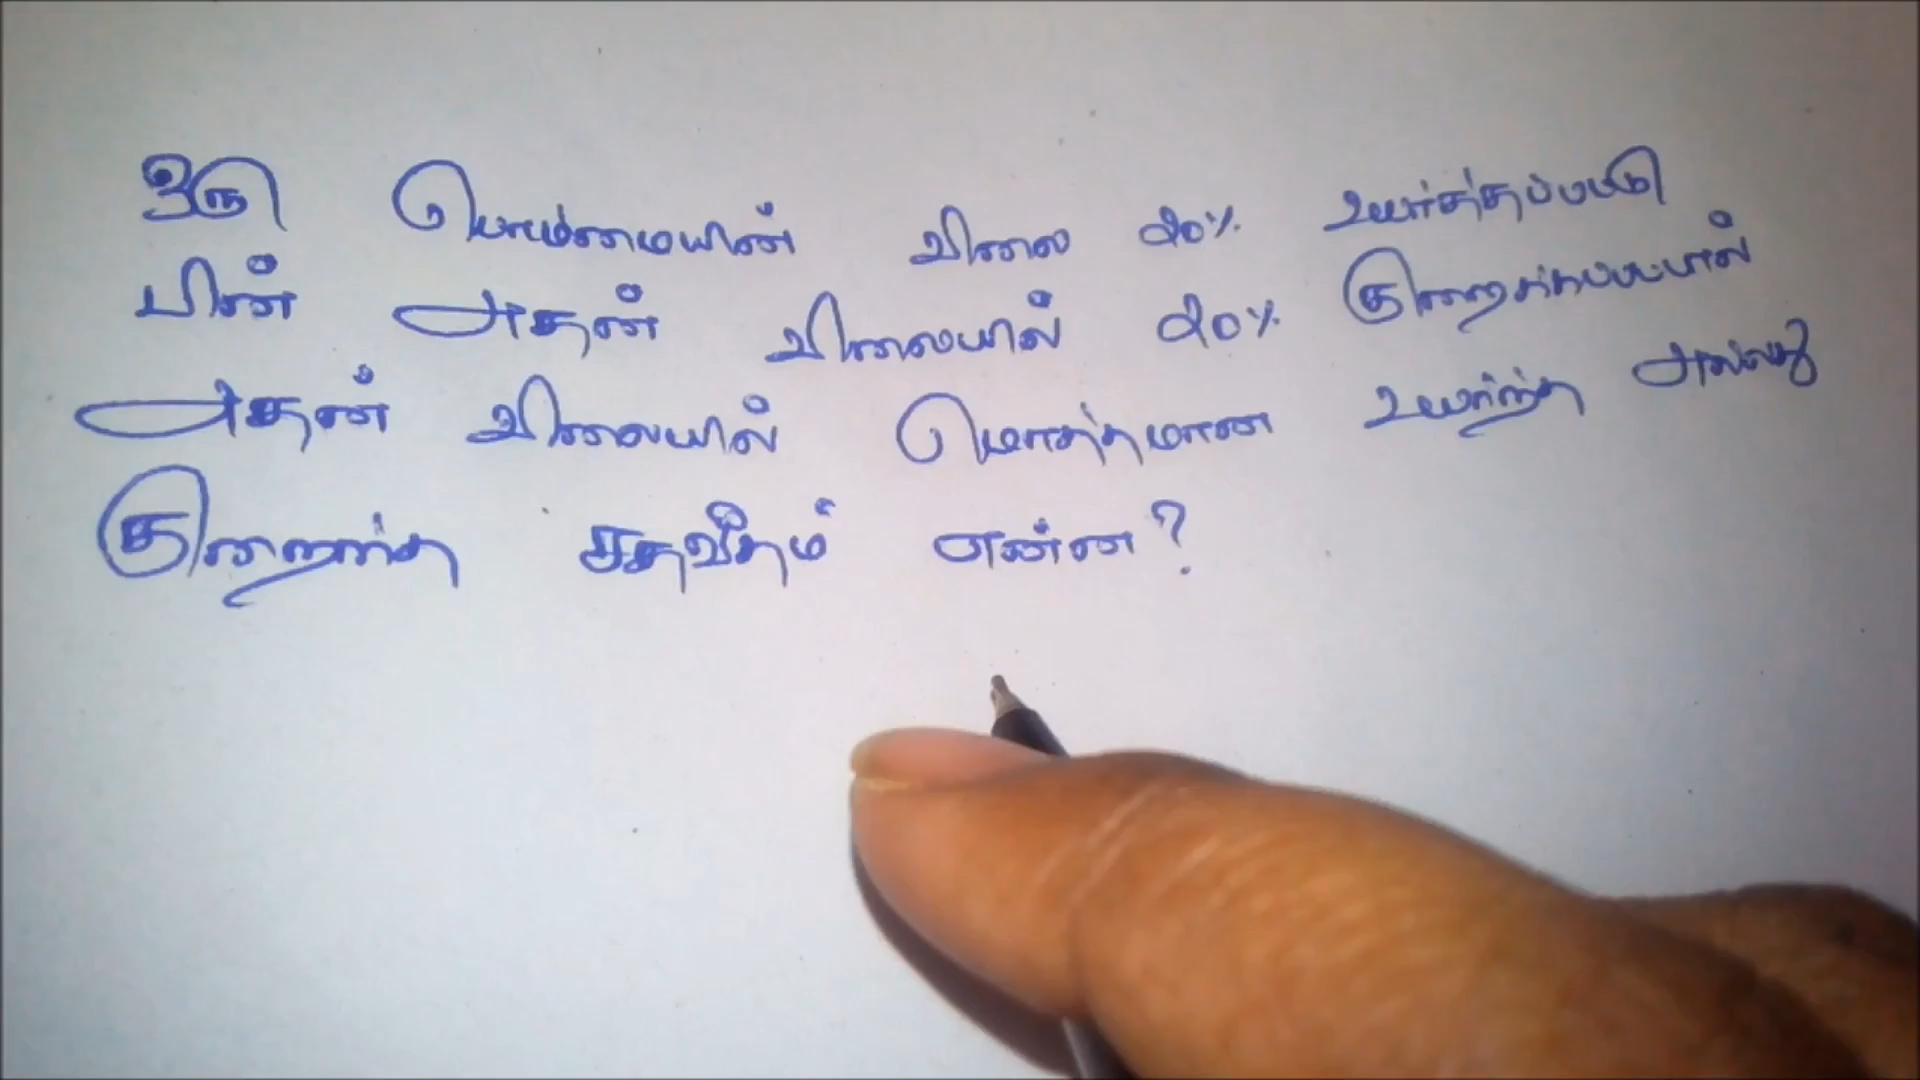 ஒரு பொம்மையின் விலை 20% உயர்த்தப்பட்டு
பின் அதன் விலையில் 20% குறைக்கப்பட்டால்
அதன் விலையில் மொத்தமான உயர்ந்த அல்லது
குறைந்த சதவீதம் என்ன?